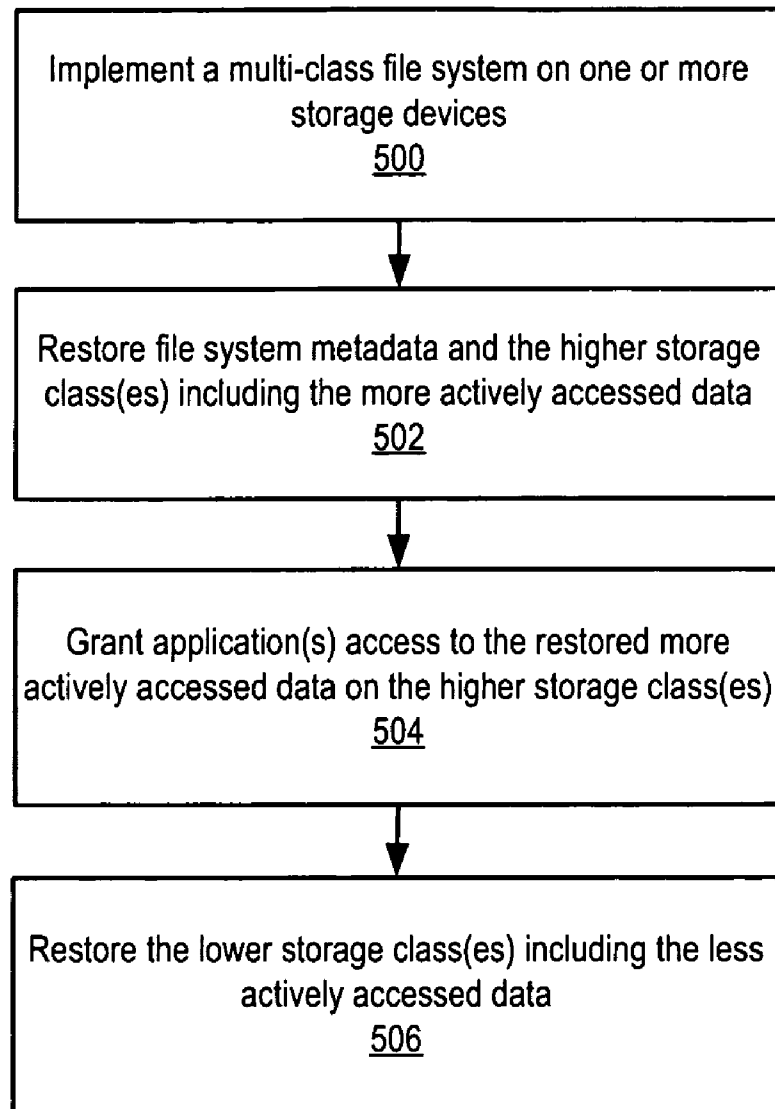 Implement a multi-class file system on one or more
storage devices
500
Restore file system metadata and the higher storage
class(es) including the more actively accessed data
502
Grant application(s) access to the restored more
actively accessed data on the higher storage class(es)
504
Restore the lower storage class(es) including the less
actively accessed data
506